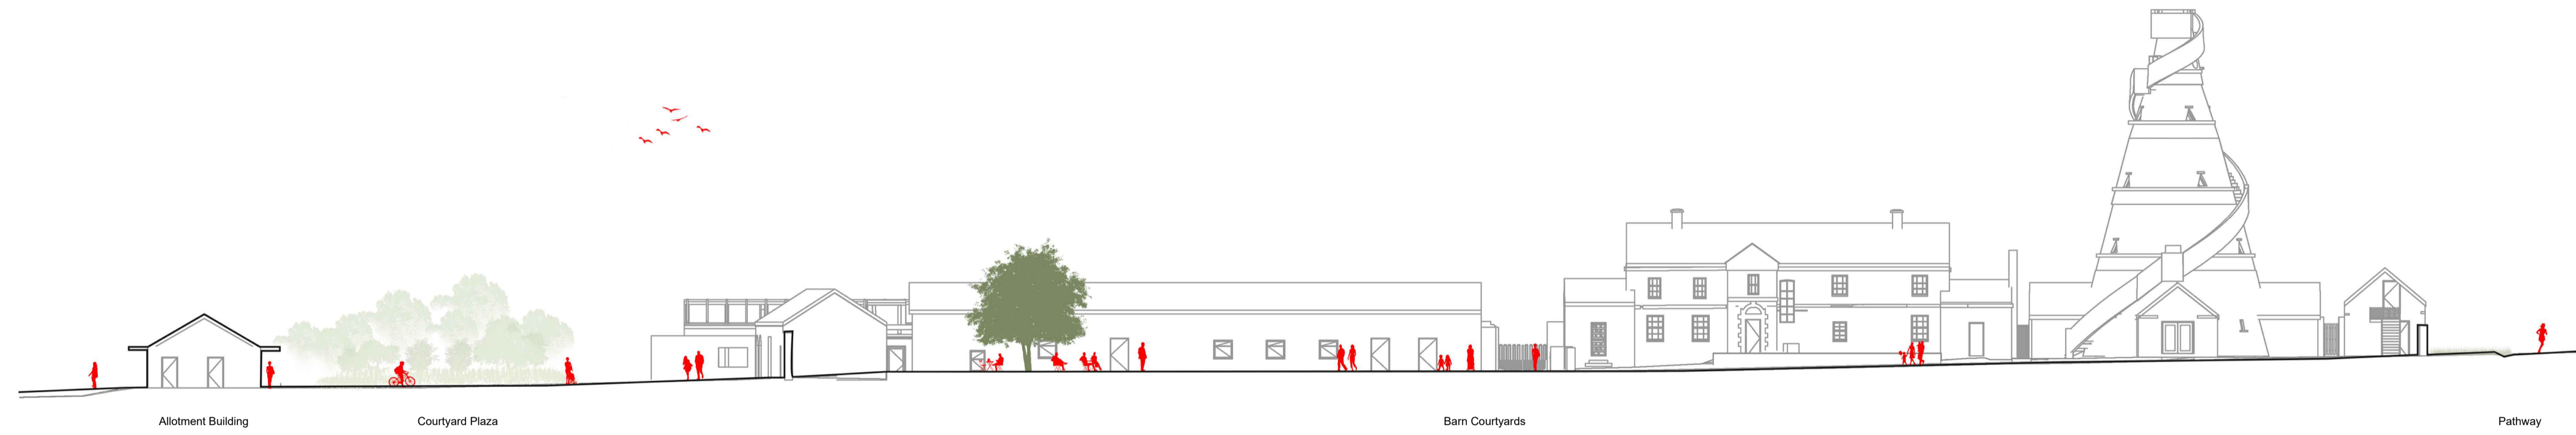 Allotment Building
Courtyard Plaza
Barn Courtyards
Pathway